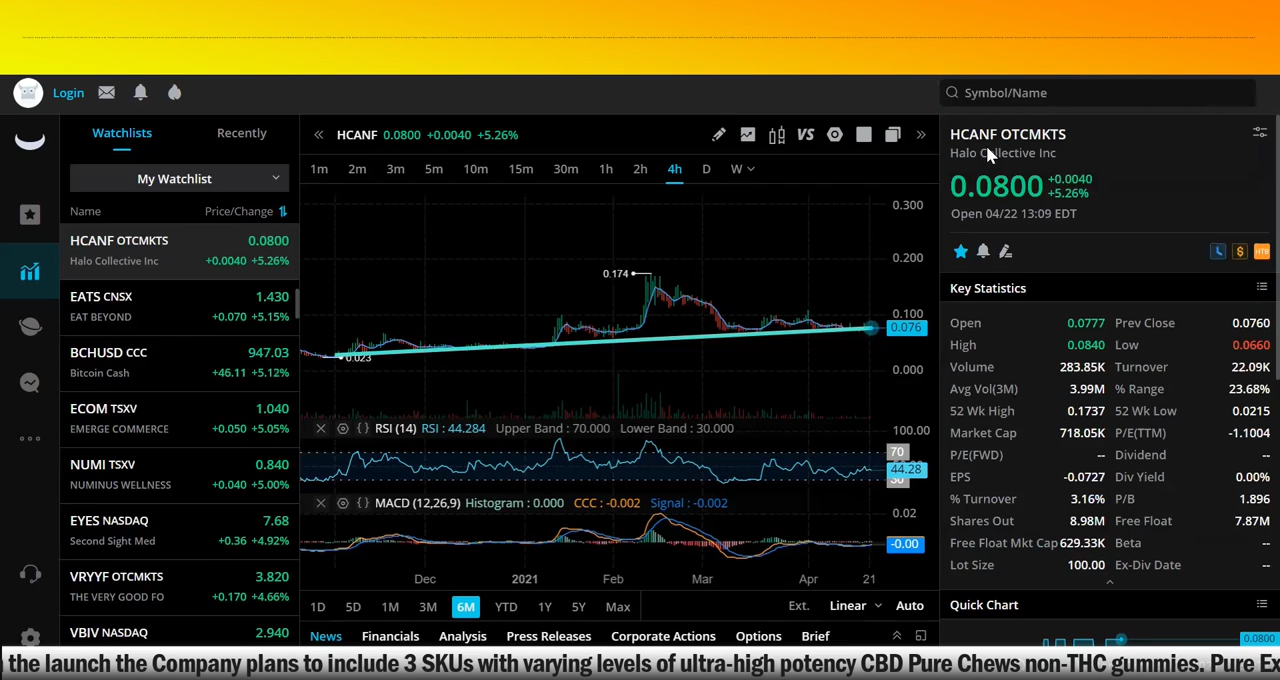 Login
Symbol/Name
Watchlists
Recently
My Watchlist
Name Price/Change
HCANF OTCMKTS 0.0800
Halo Collective Inc +0.0040 +5.26%
EATS CNSX 1.430
EAT BEYOND +0.070 +5.15%
BCHUSD CCC 947.03
Bitcoin Cash +46.11 +5.12%
ECOM TSXV 1.040
EMERGE COMMERCE +0.050 +5.05%
NUMI TSXV 0.840
NUMINUS WELLNESS +0.040 +5.00%
EYES NASDAQ 7.68
Second Sight Med +0.36 +4.92%
VRYYF OTCMKTS 3.820
THE VERY GOOD FO +0.170 +4.66%
VBIV NASDAQ 2.940
HCANF 0.0800 +0.0040 +5.26%
VS
1m 2m 3m 5m 10m 15m 30m 1h 2h 4h D W
0.300
0.200
0.174
0.100
0.076
0.023
0.000
RSI (14) RSI : 44.284 Upper Band : 70.000 Lower Band : 30.000
100.00
70
44.28
30
MACD (12,26,9) Histogram : 0.000 CCC : -0.002 Signal : -0.002
0.02
-0.00
Dec 2021 Feb Mar Apr 21
1D 5D 1M 3M 6M YTD 1Y 5Y Max Ext. Linear Auto
News Financials Analysis Press Releases Corporate Actions Options Brief
HCANF OTCMKTS
Halo Collective Inc
0.0800 +0.0040
+5.26%
Open 04/22 13:09 EDT
L $ HTB
Key Statistics
Open 0.0777 Prev Close 0.0760
High 0.0840 Low 0.0660
Volume 283.85K Turnover 22.09K
Avg Vol(3M) 3.99M % Range 23.68%
52 Wk High 0.1737 52 Wk Low 0.0215
Market Cap 718.05K P/E(TTM) -1.1004
P/E(FWD) -- Dividend --
EPS -0.0727 Div Yield 0.00%
% Turnover 3.16% P/B 1.896
Shares Out 8.98M Free Float 7.87M
Free Float Mkt Cap 629.33K Beta --
Lot Size 100.00 Ex-Div Date --
Quick Chart
0.0800
the launch the Company plans to include 3 SKUs with varying levels of ultra-high potency CBD Pure Chews non-THC gummies. Pure Ex